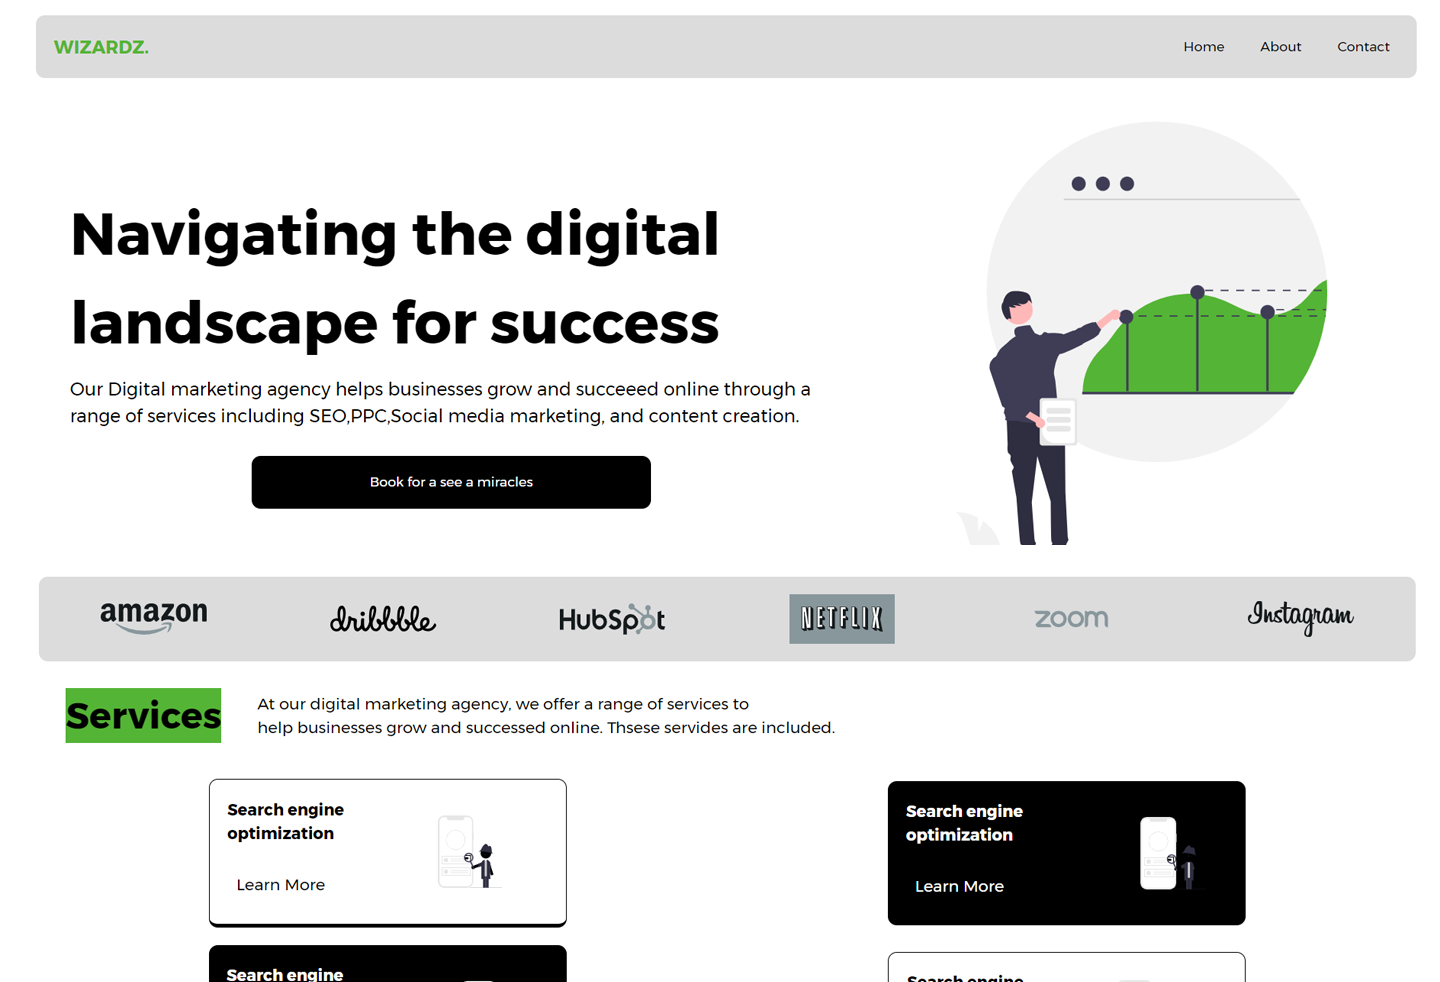 WIZARDZ.
Home
About
Contact
Navigating the digital
landscape for success
Our Digital marketing agency helps businesses grow and succeeed online through a
range of services including SEO,PPC,Social media marketing, and content creation.
Book for a see a miracles
amazon
dribbble
HubSpot
NETFLIX
zoom
Instagram
Services
At our digital marketing agency, we offer a range of services to
help businesses grow and successed online. Thsese servides are included.
Search engine
optimization
Learn More
Search engine
optimization
Learn More
Search engine
Search engine